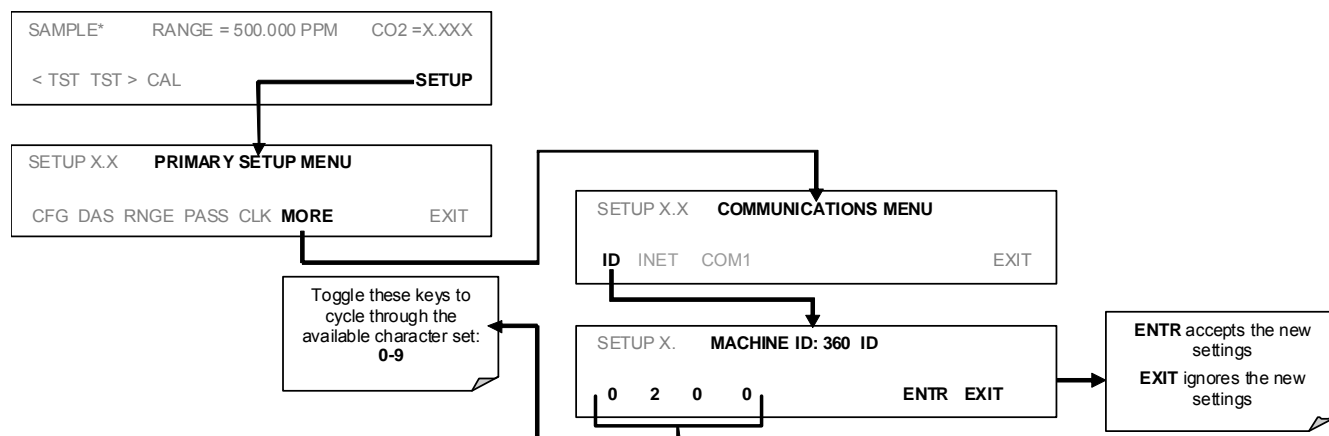 SAMPLE* RANGE = 500.000 PPM CO2 =X.XXX
< TST TST > CAL SETUP
SETUP X.X PRIMARY SETUP MENU
CFG DAS RNGE PASS CLK MORE EXIT
SETUP X.X COMMUNICATIONS MENU
ID INET COM1 EXIT
Toggle these keys to
cycle through the
available character set:
0-9
SETUP X. MACHINE ID: 360 ID
0 2 0 0 ENTR EXIT
ENTR accepts the new
settings
EXIT ignores the new
settings